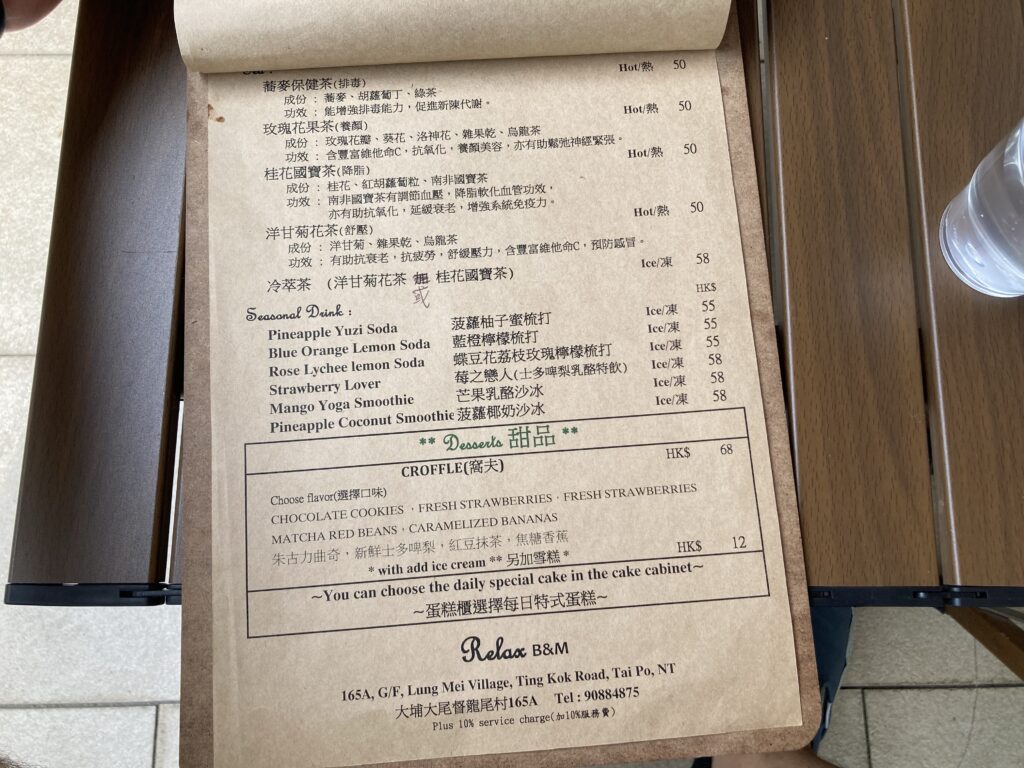 蕎麥保健茶(排毒) Hot/熱 50
成份：蕎麥、胡蘿蔔丁、綠茶
功效：能增強排毒能力，促進新陳代謝。
玫瑰花果茶(養顏) Hot/熱 50
成份：玫瑰花瓣、葵花、洛神花、雜果乾、烏龍茶
功效：含豐富維他命C，抗氧化，養顏美容，亦有助鬆弛神經緊張。
桂花國寶茶(降脂) Hot/熱 50
成份：桂花、紅胡蘿蔔粒、南非國寶茶
功效：南非國寶茶有調節血壓，降脂軟化血管功效，
亦有助抗氧化，延緩衰老，增強系統免疫力。
洋甘菊花茶(舒壓) Hot/熱 50
成份：洋甘菊、雜果乾、烏龍茶
功效：有助抗衰老，抗疲勞，舒緩壓力，含豐富維他命C，預防感冒。
冷萃茶 (洋甘菊花茶 或 桂花國寶茶) Ice/凍 58
Seasonal Drink : HK$
Pineapple Yuzi Soda 菠蘿柚子蜜梳打 Ice/凍 55
Blue Orange Lemon Soda 藍橙檸檬梳打 Ice/凍 55
Rose Lychee lemon Soda 蝶豆花荔枝玫瑰檸檬梳打 Ice/凍 55
Strawberry Lover 莓之戀人(士多啤梨乳酪特飲) Ice/凍 58
Mango Yoga Smoothie 芒果乳酪沙冰 Ice/凍 58
Pineapple Coconut Smoothie 菠蘿椰奶沙冰 Ice/凍 58
** Desserts 甜品 **
CROFFLE(窩夫) HK$ 68
Choose flavor(選擇口味)
CHOCOLATE COOKIES，FRESH STRAWBERRIES，FRESH STRAWBERRIES
MATCHA RED BEANS，CARAMELIZED BANANAS
朱古力曲奇，新鮮士多啤梨，紅豆抹茶，焦糖香蕉
* with add ice cream ** 另加雪糕 * HK$ 12
~You can choose the daily special cake in the cake cabinet~
~蛋糕櫃選擇每日特式蛋糕~
Relax B&M
165A, G/F, Lung Mei Village, Ting Kok Road, Tai Po, NT
大埔大尾督龍尾村165A Tel : 90884875
Plus 10% service charge(加10%服務費)